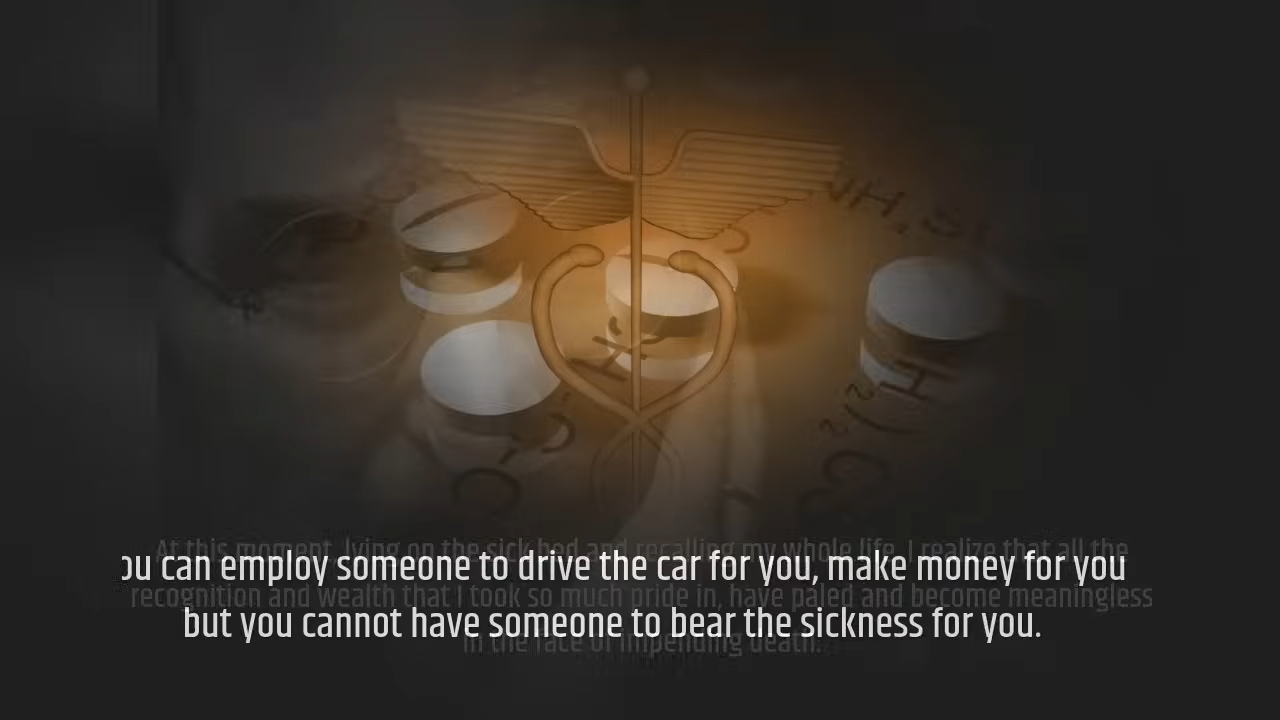 At this moment, lying on the sick bed and recalling my whole life, I realize that all the
ou can employ someone to drive the car for you, make money for you
recognition and wealth that I took so much pride in, have paled and become meaningless
but you cannot have someone to bear the sickness for you.
in the face of impending death.